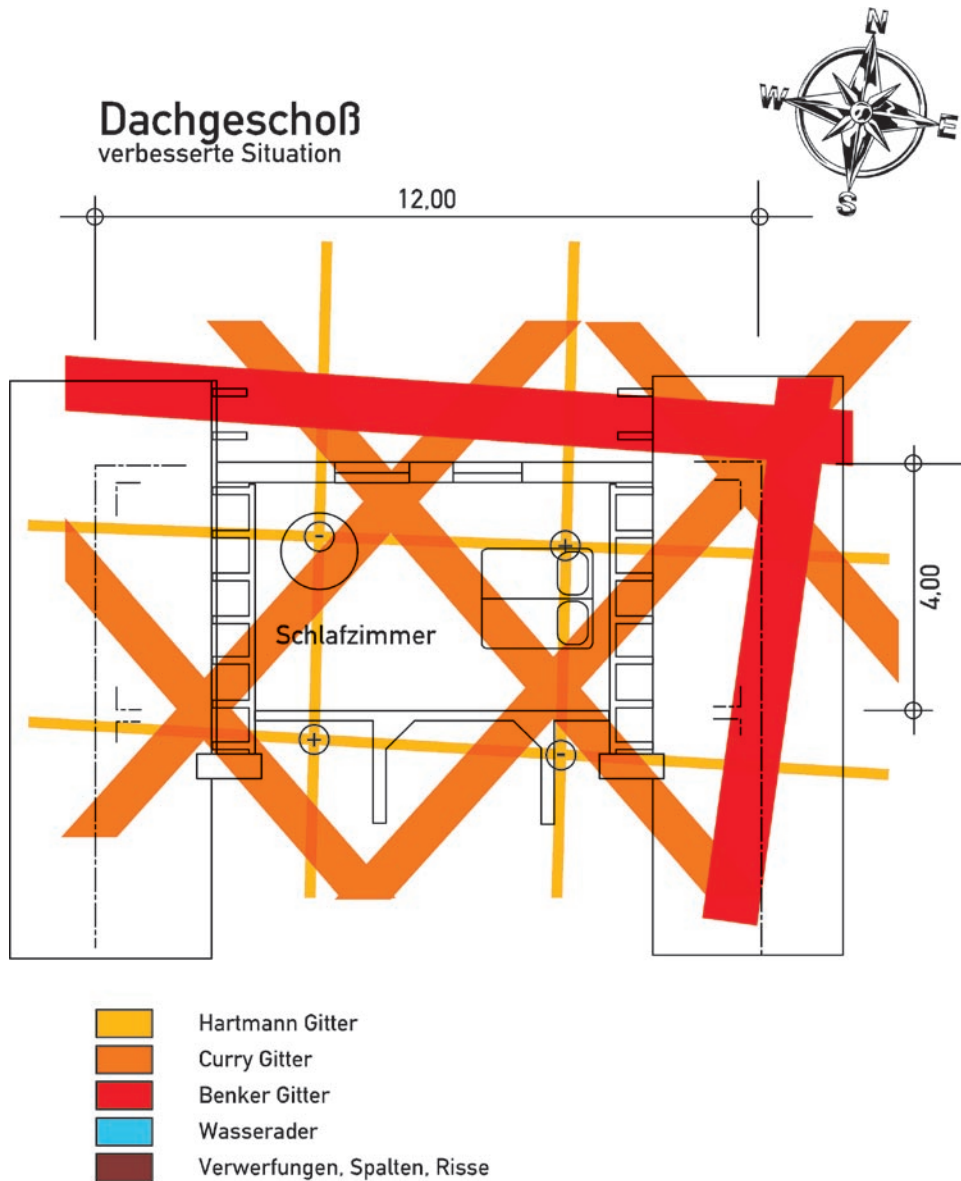 N
W
E
S
Dachgeschoß
verbesserte Situation
12,00
-
+
Schlafzimmer
4,00
+
-
Hartmann Gitter
Curry Gitter
Benker Gitter
Wasserader
Verwerfungen, Spalten, Risse